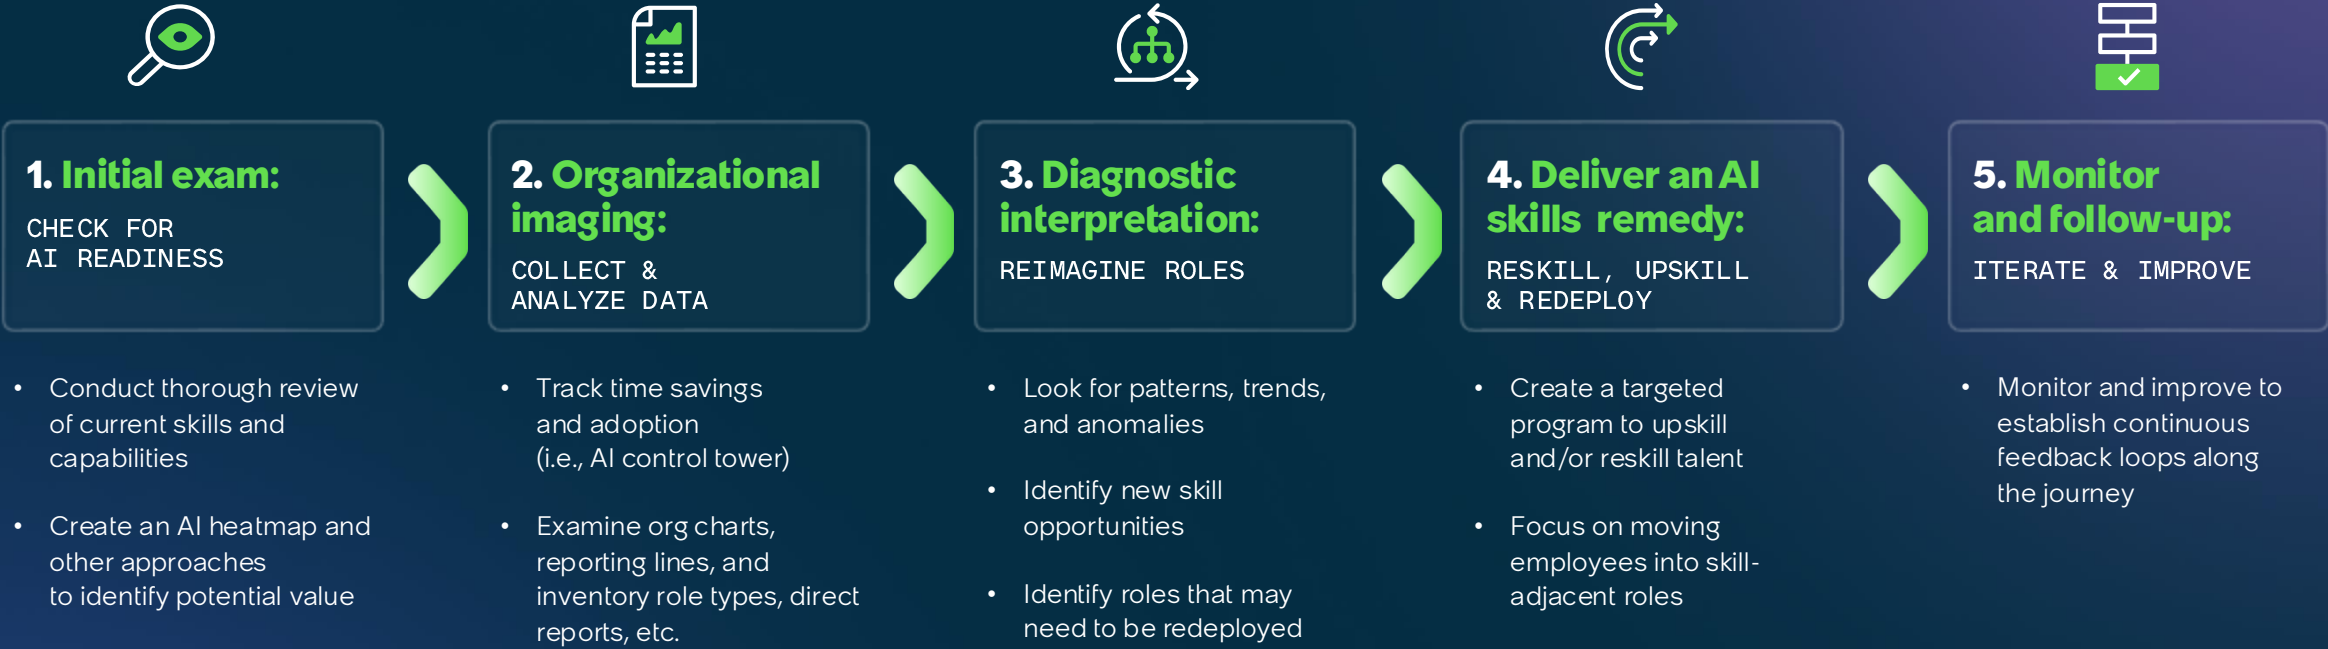 1. Initial exam:
CHECK FOR
AI READINESS
• Conduct thorough review
of current skills and
capabilities
• Create an AI heatmap and
other approaches
to identify potential value
2. Organizational
imaging:
COLLECT &
ANALYZE DATA
• Track time savings
and adoption
(i.e., AI control tower)
• Examine org charts,
reporting lines, and
inventory role types, direct
reports, etc.
3. Diagnostic
interpretation:
REIMAGINE ROLES
• Look for patterns, trends,
and anomalies
• Identify new skill
opportunities
• Identify roles that may
need to be redeployed
4. Deliver an AI
skills remedy:
RESKILL, UPSKILL
& REDEPLOY
• Create a targeted
program to upskill
and/or reskill talent
• Focus on moving
employees into skill-
adjacent roles
5. Monitor
and follow-up:
ITERATE & IMPROVE
• Monitor and improve to
establish continuous
feedback loops along
the journey